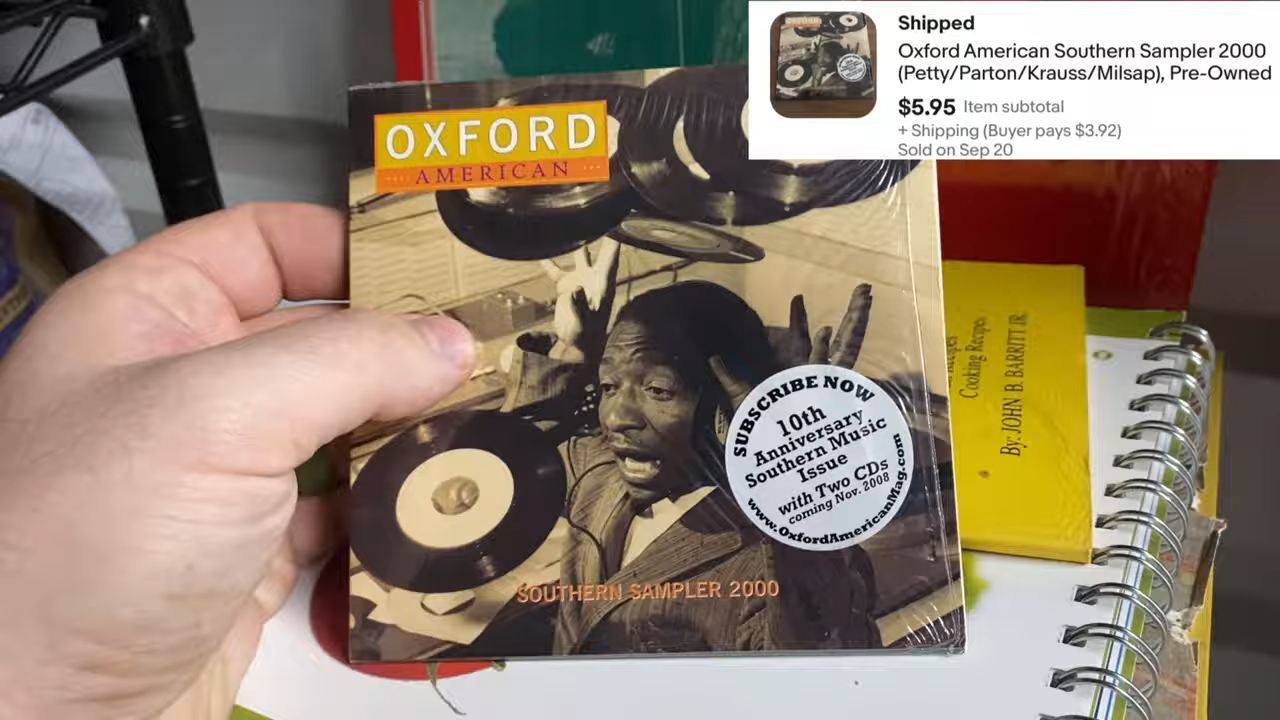 OXFORD
AMERICAN
SUBSCRIBE NOW
10th
Anniversary
Southern Music
Issue
with Two CDs
coming Nov. 2008
www.OxfordAmericanMag.com
SOUTHERN SAMPLER 2000
Shipped
Oxford American Southern Sampler 2000
(Petty/Parton/Krauss/Milsap), Pre-Owned
$5.95 Item subtotal
+ Shipping (Buyer pays $3.92)
Sold on Sep 20
Cooking Recipes
By: JOHN B. BARRITT JR.